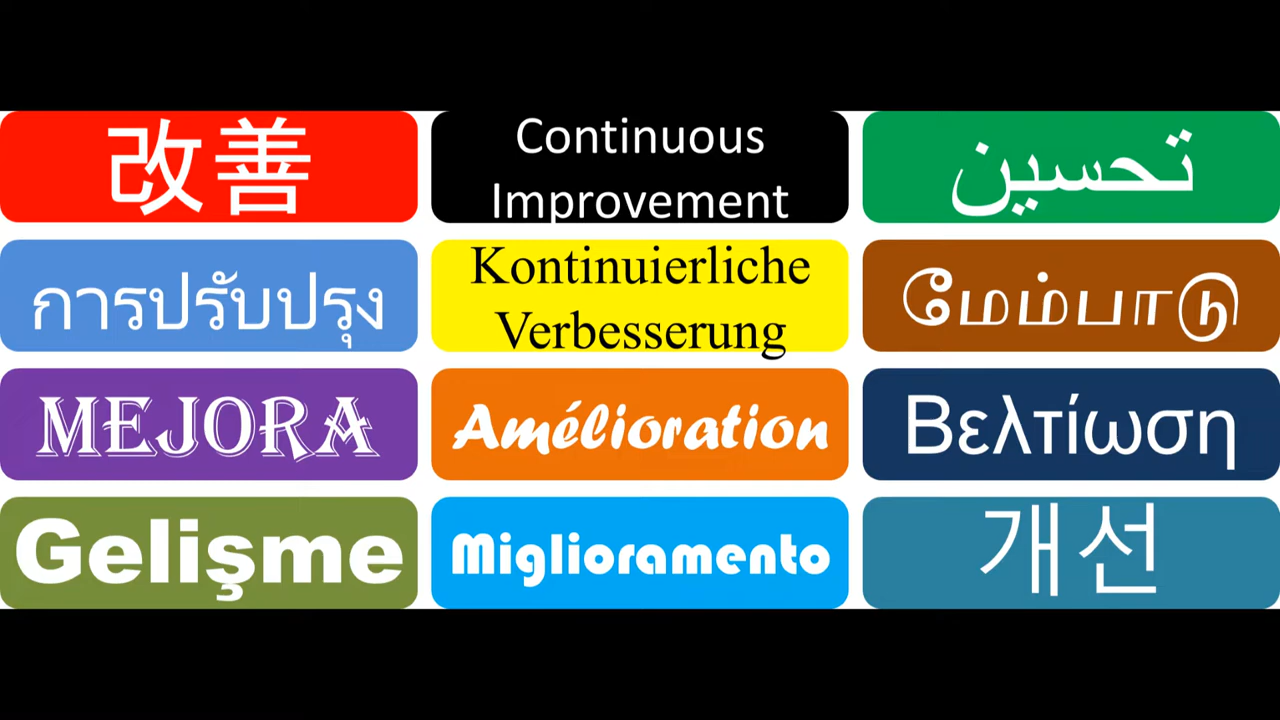 改善
Continuous
Improvement
تحسين
การปรับปรุง
Kontinuierliche
Verbesserung
மேம்பாடு
MEJORA
Amélioration
Βελτίωση
Gelişme
Miglioramento
개선